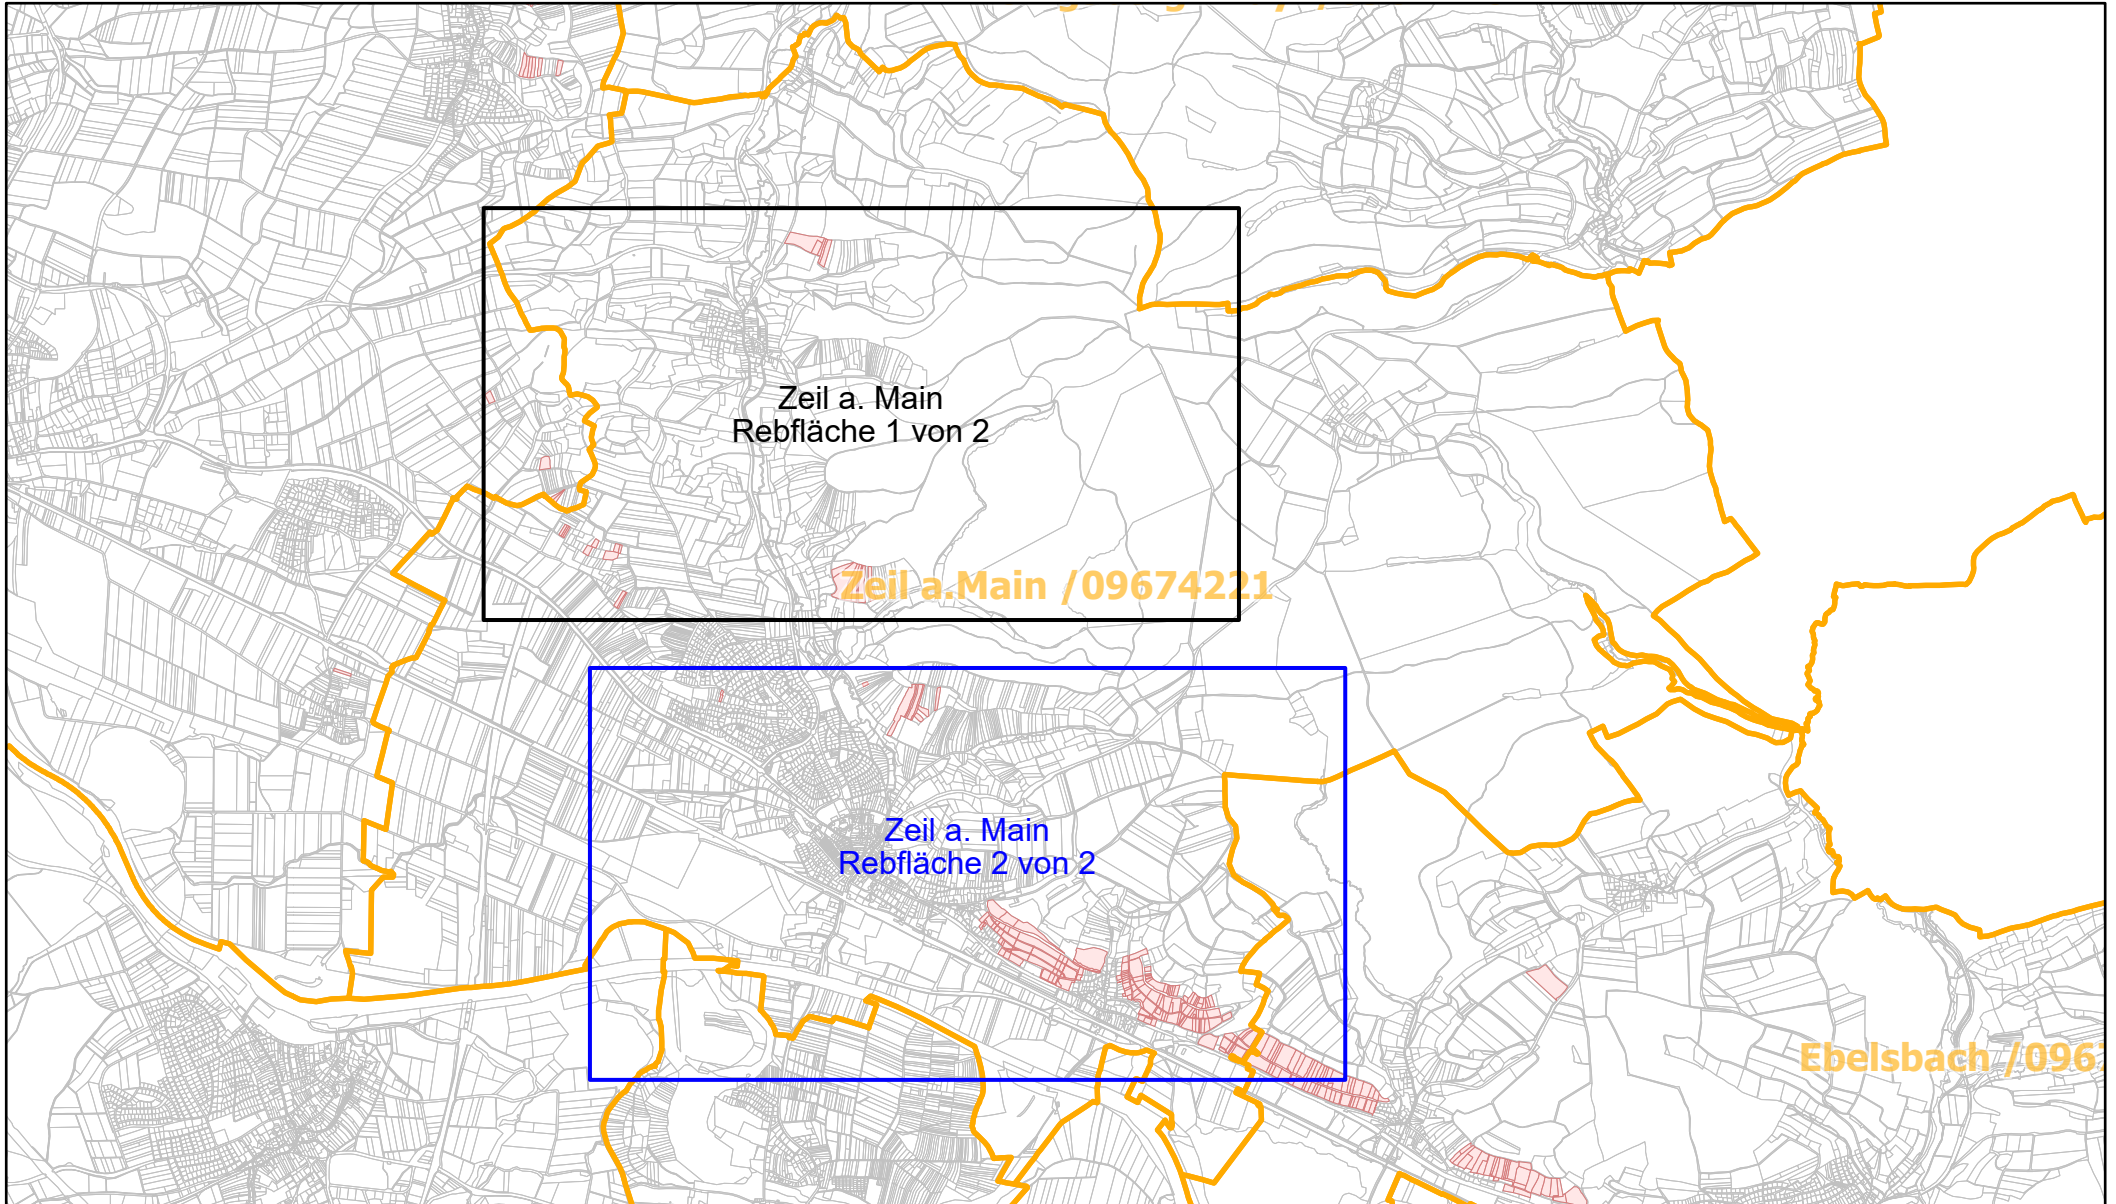 Zeil a. Main
Rebfläche 1 von 2
Zeil a.Main /09674221
Zeil a. Main
Rebfläche 2 von 2
Ebelsbach /096